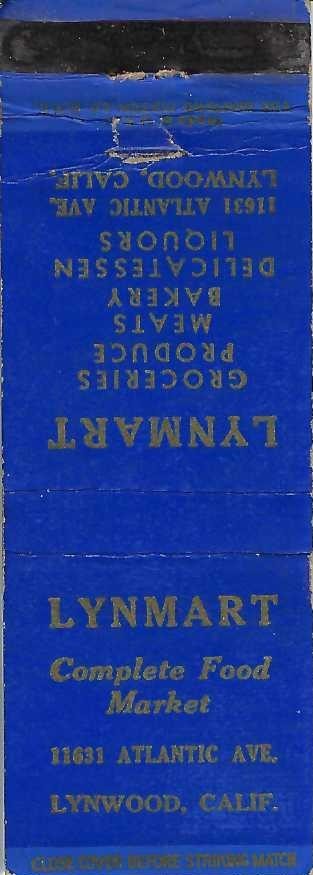 LYNMART
Complete Food
Market
11631 ATLANTIC AVE.
LYNWOOD, CALIF.
CLOSE COVER BEFORE STRIKING MATCH
LYNMART
GROCERIES
PRODUCE
MEATS
BAKERY
DELICATESSEN
LIQUORS
11631 ATLANTIC AVE.
LYNWOOD, CALIF.